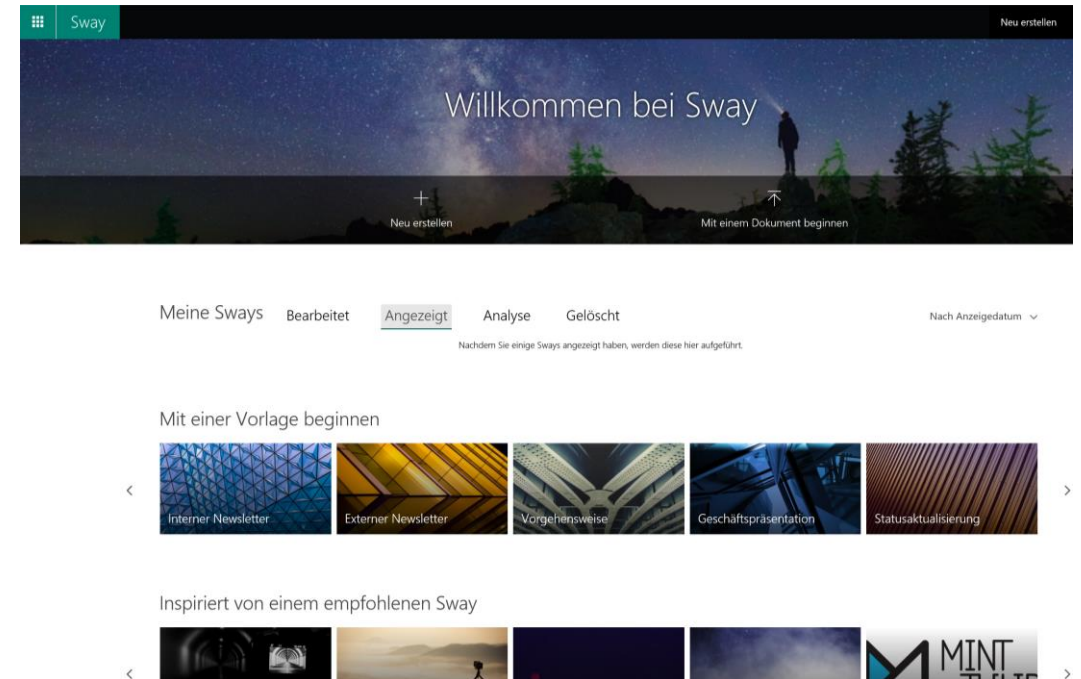 Sway
Neu erstellen
Willkommen bei Sway
Neu erstellen
Mit einem Dokument beginnen
Meine Sways
Bearbeitet
Angezeigt
Analyse
Gelöscht
Nach Anzeigedatum
Nachdem Sie einige Sways angezeigt haben, werden diese hier aufgeführt.
Mit einer Vorlage beginnen
Interner Newsletter
Externer Newsletter
Vorgehensweise
Geschäftspräsentation
Statusaktualisierung
Inspiriert von einem empfohlenen Sway
MINT